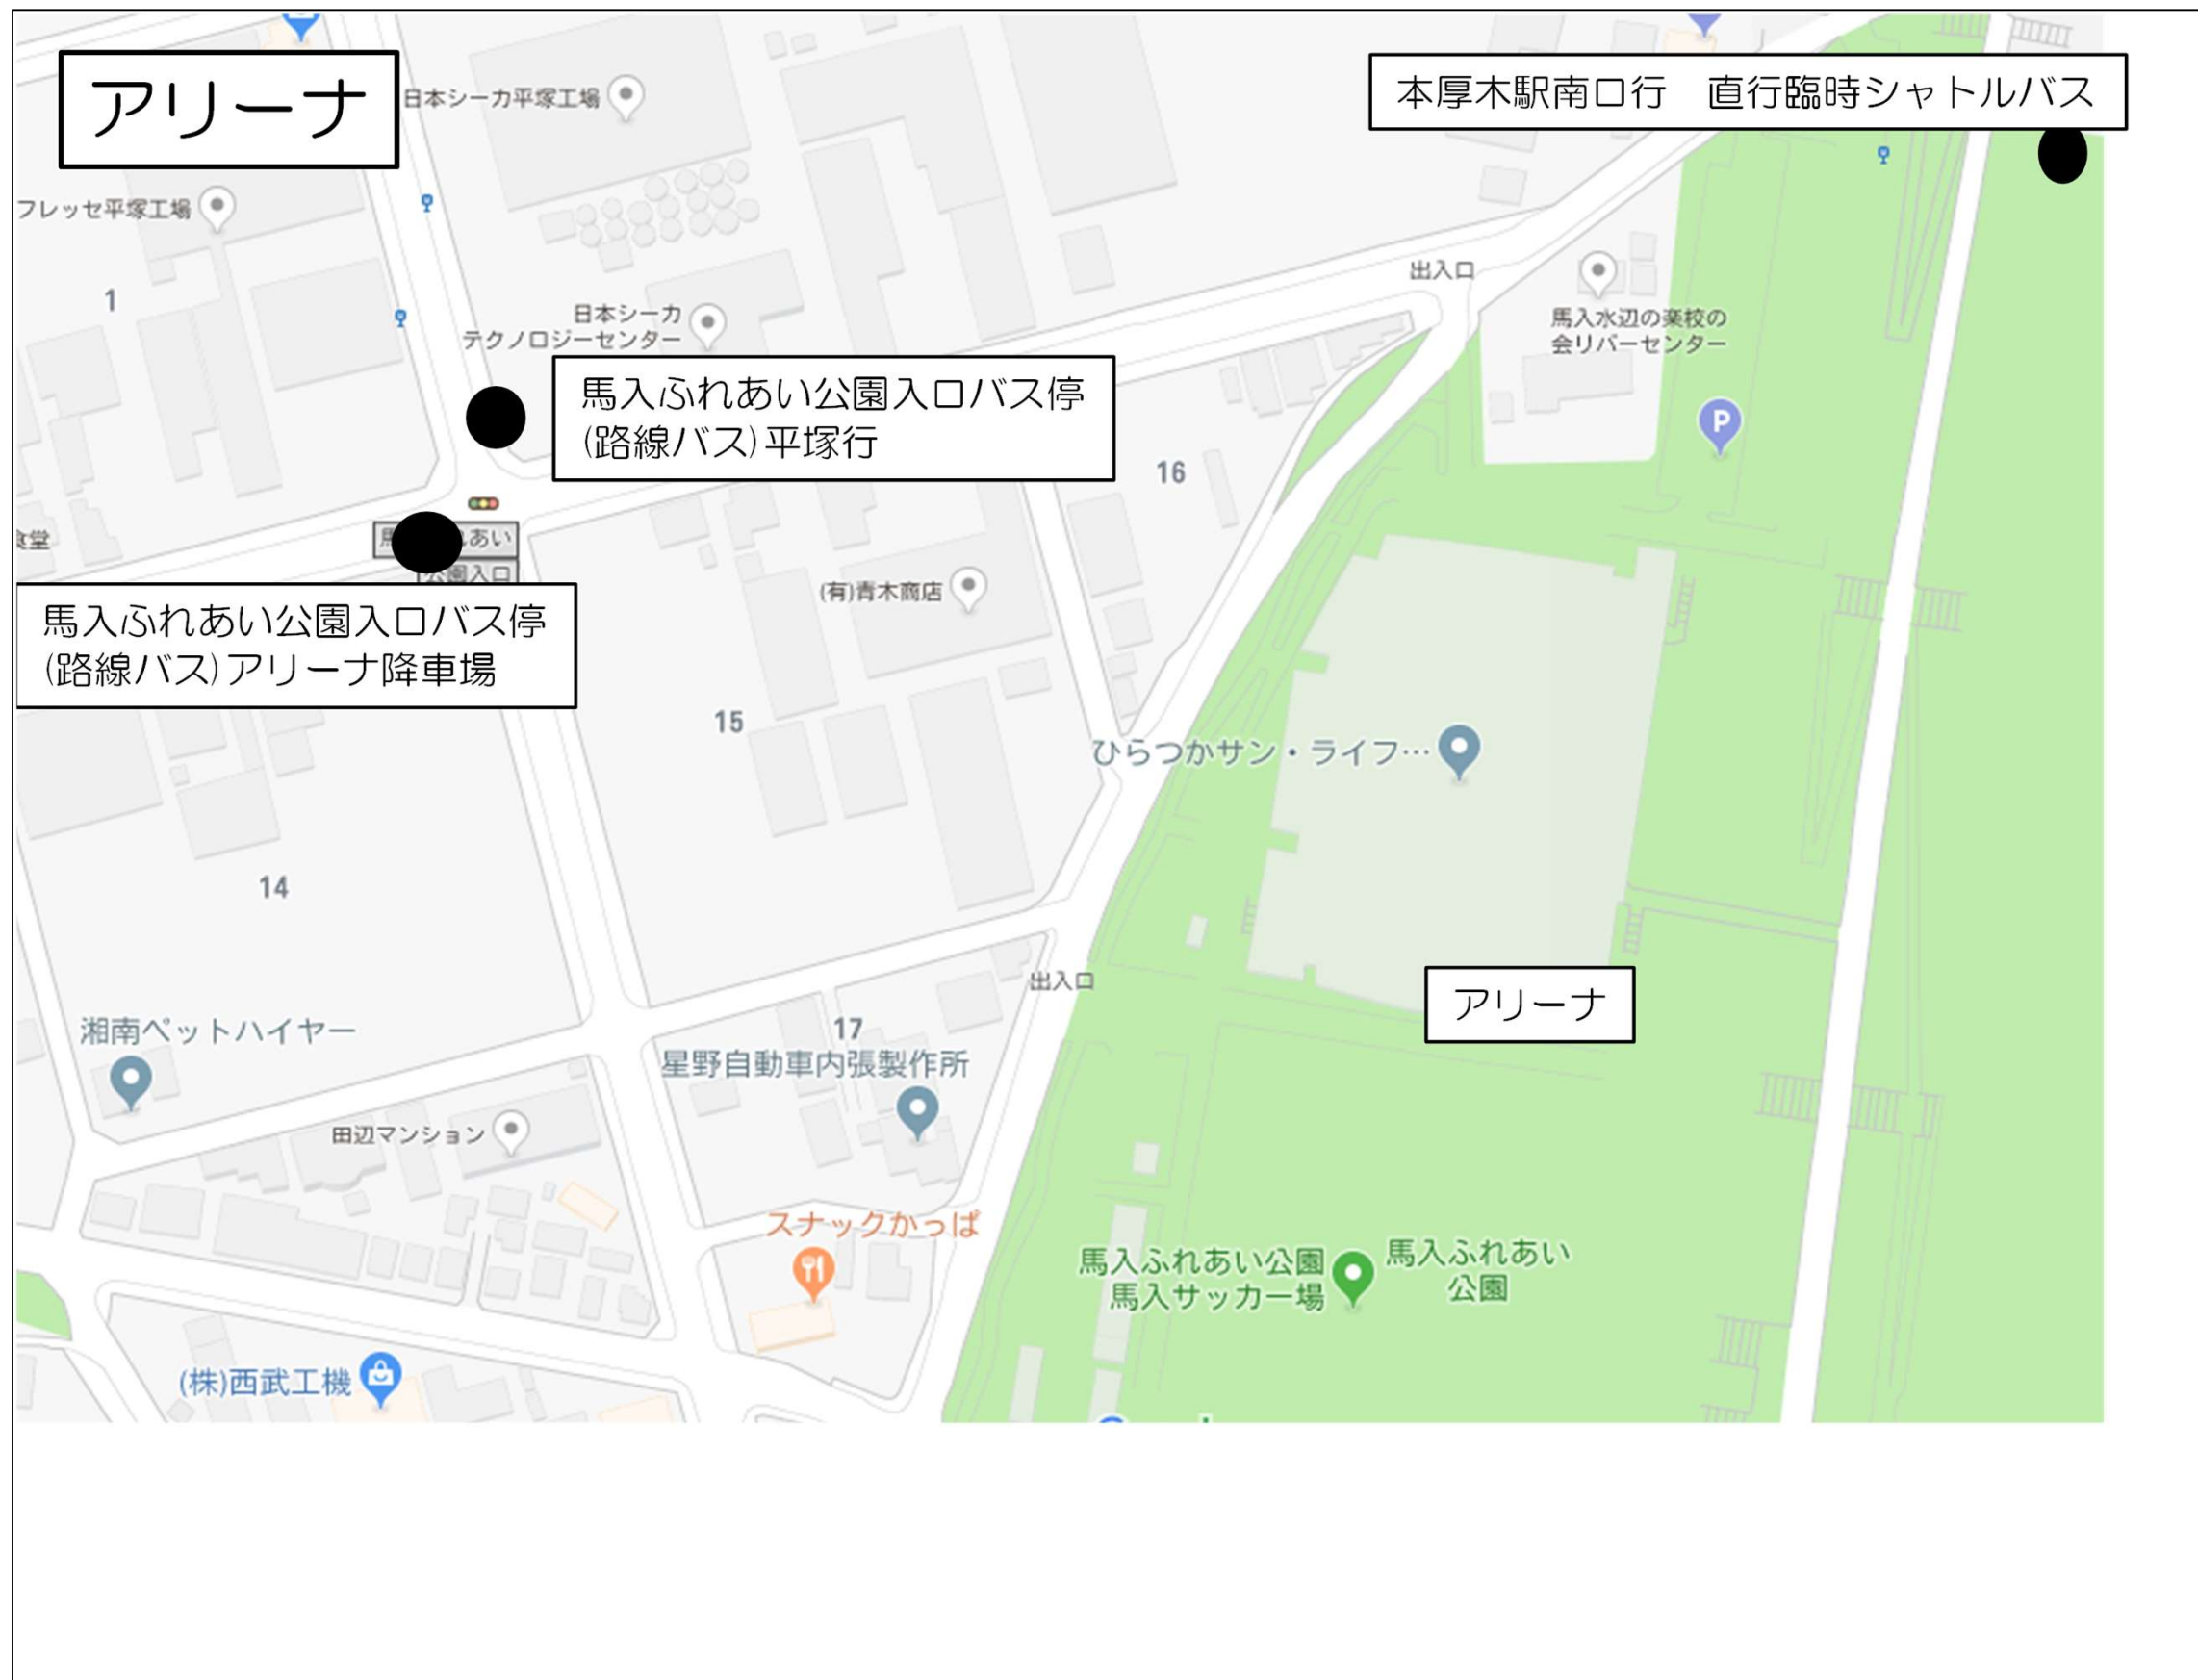 アリーナ
日本シーカ平塚工場
本厚木駅南口行　直行臨時シャトルバス
フレッセ平塚工場
1
出入口
日本シーカ
テクノロジーセンター
馬入水辺の楽校の
会リバーセンター
馬入ふれあい公園入口バス停
(路線バス)平塚行
P
16
食堂
れあい
公園入口
馬入ふれあい公園入口バス停
(路線バス)アリーナ降車場
(有)青木商店
15
ひらつかサン・ライフ…
14
出入口
アリーナ
湘南ペットハイヤー
17
星野自動車内張製作所
田辺マンション
スナックかっぱ
馬入ふれあい公園
馬入サッカー場
馬入ふれあい
公園
(株)西武工機